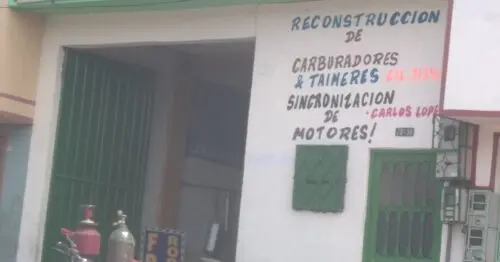 RECONSTRUCCION
DE
CARBURADORES
& TAINERES
SINCRONIZACION
DE - CARLOS LOPE
MOTORES!